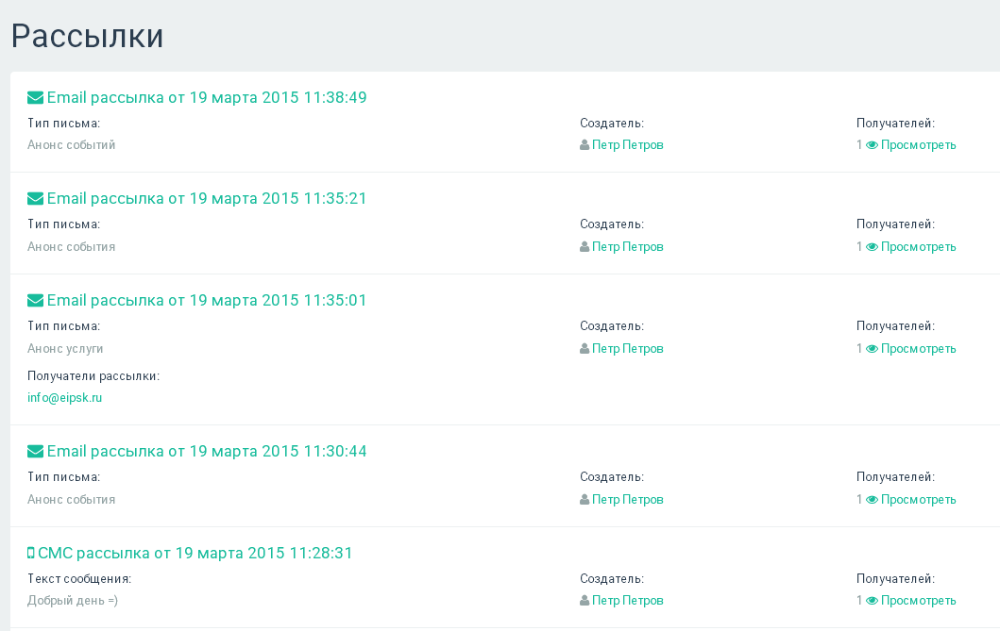 Рассылки
Email рассылка от 19 марта 2015 11:38:49
Тип письма: Создатель: Получателей:
Анонс событий Петр Петров 1 Просмотреть
Email рассылка от 19 марта 2015 11:35:21
Тип письма: Создатель: Получателей:
Анонс события Петр Петров 1 Просмотреть
Email рассылка от 19 марта 2015 11:35:01
Тип письма: Создатель: Получателей:
Анонс услуги Петр Петров 1 Просмотреть
Получатели рассылки:
info@eipsk.ru
Email рассылка от 19 марта 2015 11:30:44
Тип письма: Создатель: Получателей:
Анонс события Петр Петров 1 Просмотреть
СМС рассылка от 19 марта 2015 11:28:31
Текст сообщения: Создатель: Получателей:
Добрый день =) Петр Петров 1 Просмотреть